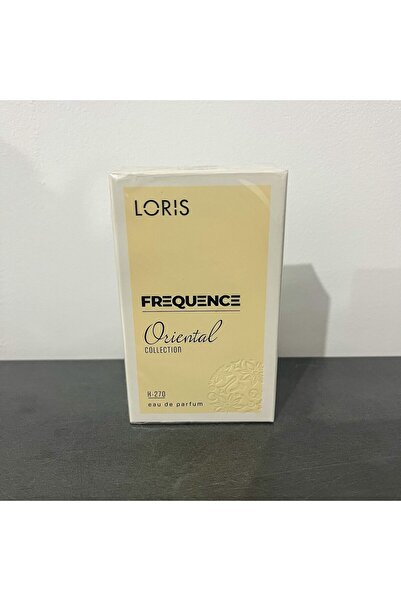 LORIS
FREQUENCE
Oriental
COLLECTION
K-270
eau de parfum